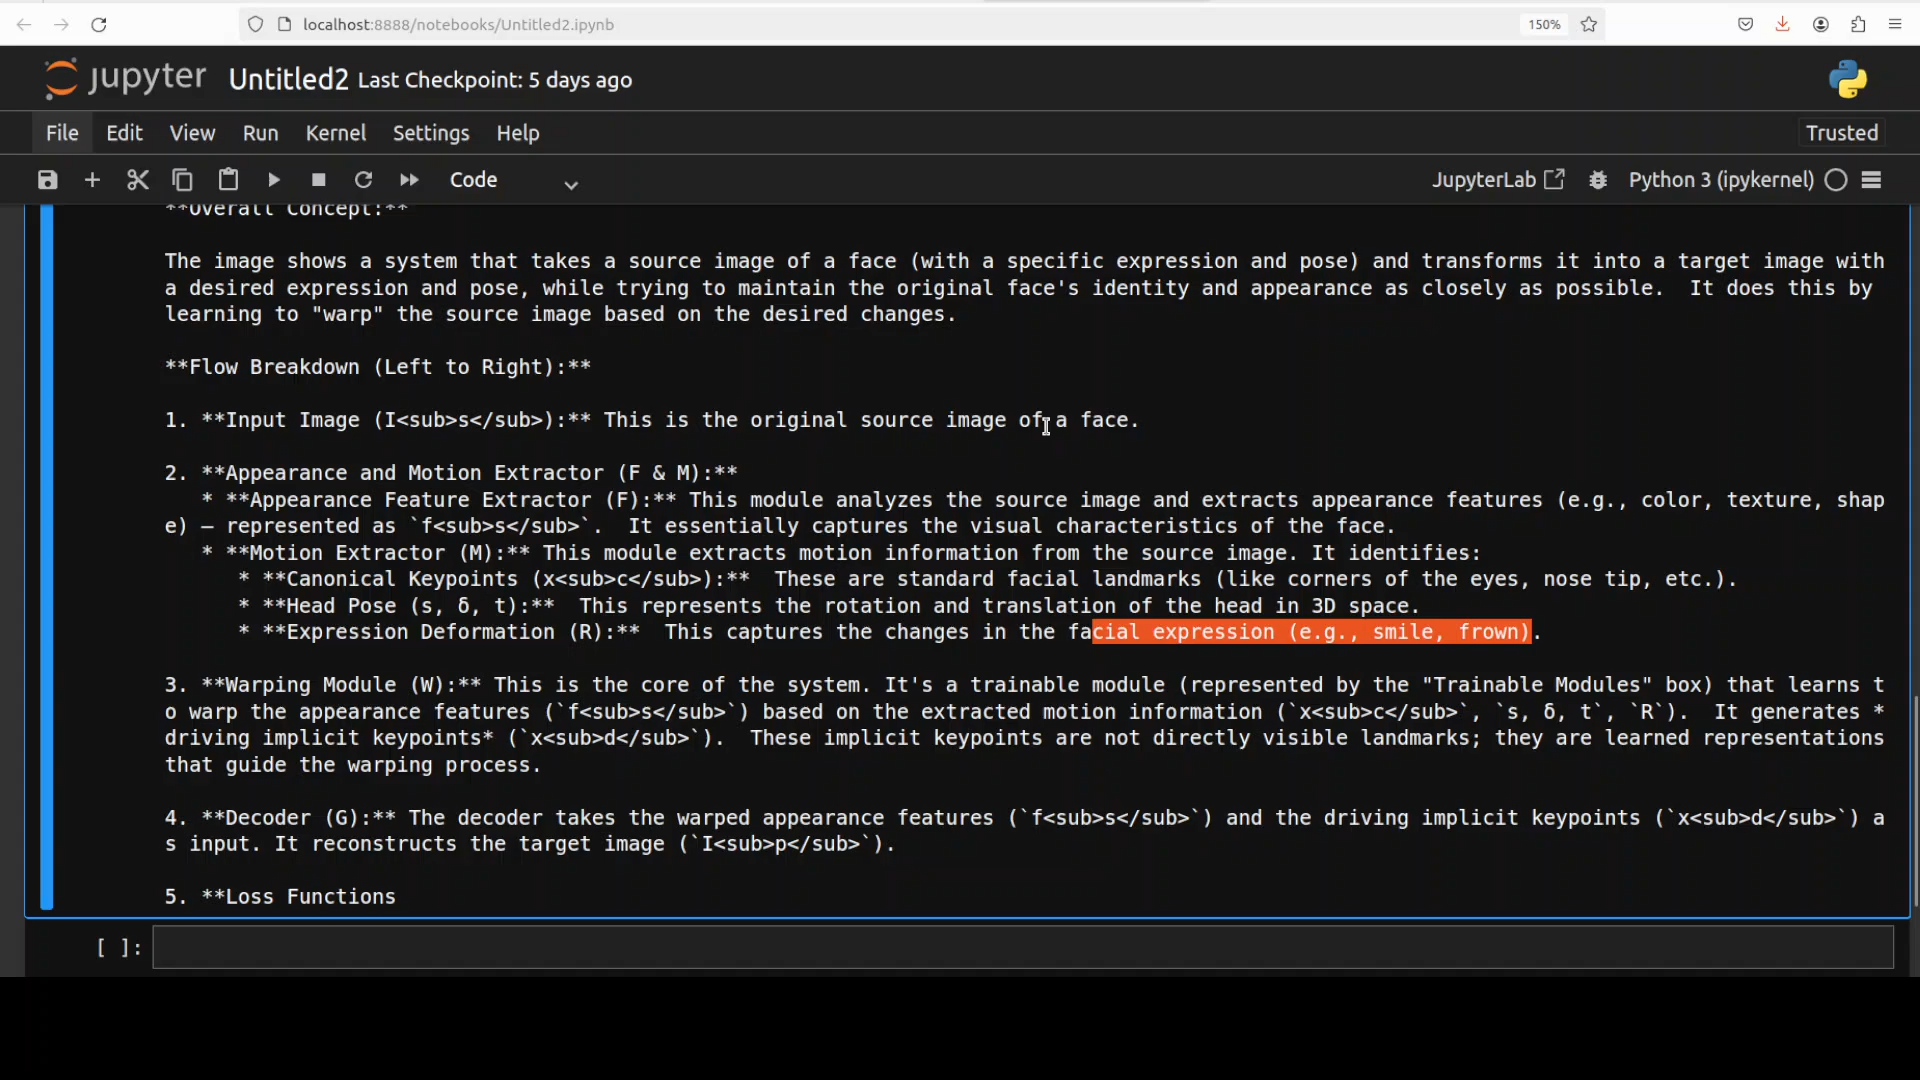 localhost:8888/notebooks/Untitled2.ipynb
150%
jupyter Untitled2 Last Checkpoint: 5 days ago
File Edit View Run Kernel Settings Help Trusted
Code JupyterLab Python 3 (ipykernel)
**Overall Concept:**
The image shows a system that takes a source image of a face (with a specific expression and pose) and transforms it into a target image with
a desired expression and pose, while trying to maintain the original face's identity and appearance as closely as possible.  It does this by
learning to "warp" the source image based on the desired changes.
**Flow Breakdown (Left to Right):**
1. **Input Image (I<sub>s</sub>):** This is the original source image of a face.
2. **Appearance and Motion Extractor (F & M):**
* **Appearance Feature Extractor (F):** This module analyzes the source image and extracts appearance features (e.g., color, texture, shap
e) – represented as `f<sub>s</sub>`.  It essentially captures the visual characteristics of the face.
* **Motion Extractor (M):** This module extracts motion information from the source image. It identifies:
* **Canonical Keypoints (x<sub>c</sub>):**  These are standard facial landmarks (like corners of the eyes, nose tip, etc.).
* **Head Pose (s, δ, t):**  This represents the rotation and translation of the head in 3D space.
* **Expression Deformation (R):**  This captures the changes in the facial expression (e.g., smile, frown).
3. **Warping Module (W):** This is the core of the system. It's a trainable module (represented by the "Trainable Modules" box) that learns t
o warp the appearance features (`f<sub>s</sub>`) based on the extracted motion information (`x<sub>c</sub>`, `s, δ, t`, `R`).  It generates *
driving implicit keypoints* (`x<sub>d</sub>`).  These implicit keypoints are not directly visible landmarks; they are learned representations
that guide the warping process.
4. **Decoder (G):** The decoder takes the warped appearance features (`f<sub>s</sub>`) and the driving implicit keypoints (`x<sub>d</sub>`) a
s input. It reconstructs the target image (`I<sub>p</sub>`).
5. **Loss Functions
[ ]: